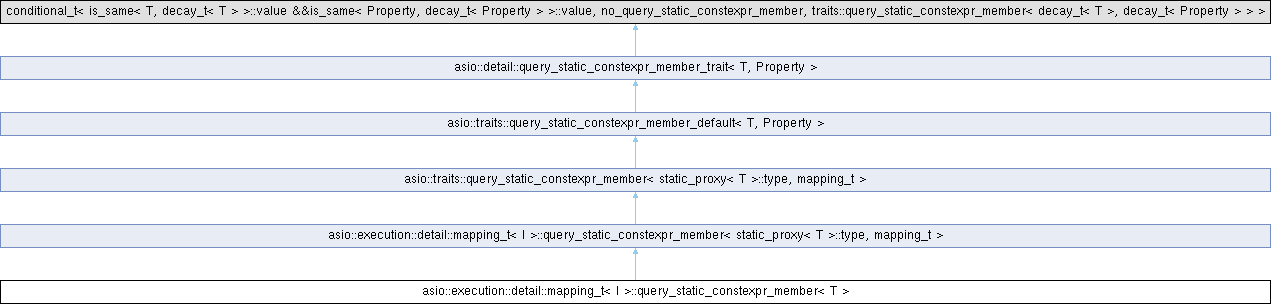 conditional_t< is_same< T, decay_t< T > >::value &&is_same< Property, decay_t< Property > >::value, no_query_static_constexpr_member, traits::query_static_constexpr_member< decay_t< T >, decay_t< Property > > >
asio::detail::query_static_constexpr_member_trait< T, Property >
asio::traits::query_static_constexpr_member_default< T, Property >
asio::traits::query_static_constexpr_member< static_proxy< T >::type, mapping_t >
asio::execution::detail::mapping_t< I >::query_static_constexpr_member< static_proxy< T >::type, mapping_t >
asio::execution::detail::mapping_t< I >::query_static_constexpr_member< T >